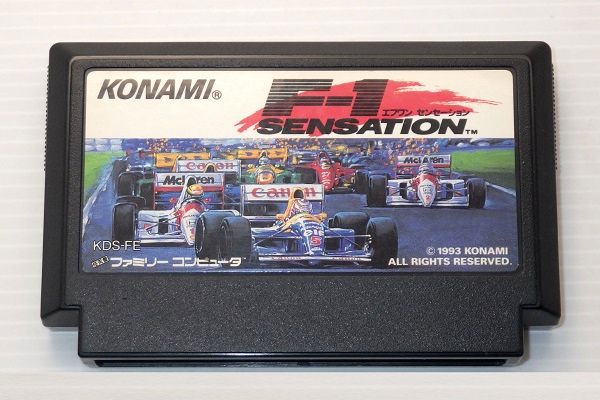 KONAMI®
F-1
エフワン センセーション
SENSATION™
McLaren
Canon
McLaren
Canon
KDS-FE
ファミリー コンピュータ
© 1993 KONAMI
ALL RIGHTS RESERVED.